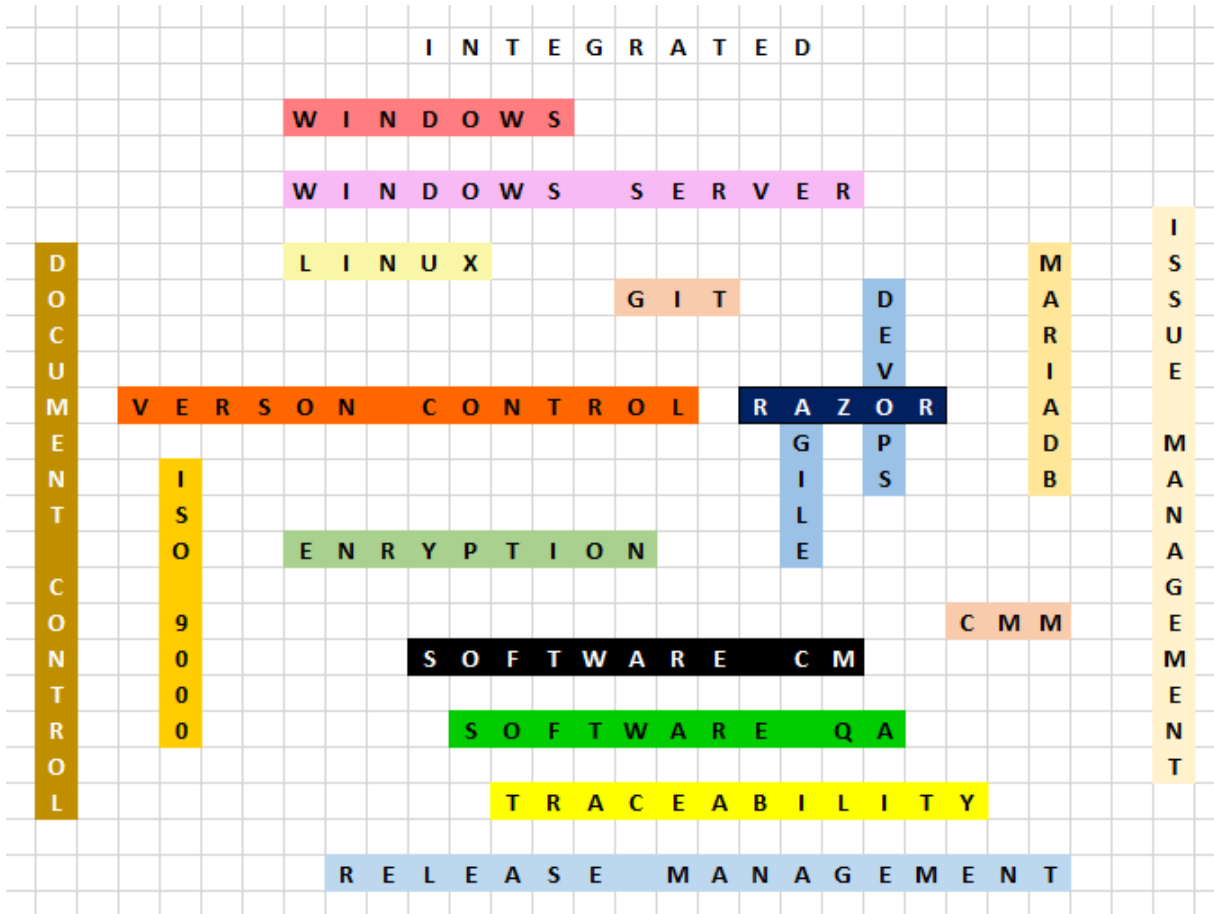 INTEGRATED
WINDOWS
WINDOWS SERVER
ISSUE MANAGEMENT
DOCUMENT CONTROL
LINUX
MARIADB
GIT
DEVOPS
VERSON CONTROL
RAZOR
AGILE
ISO 9000
ENRYPTION
CMM
SOFTWARE CM
SOFTWARE QA
TRACEABILITY
RELEASE MANAGEMENT